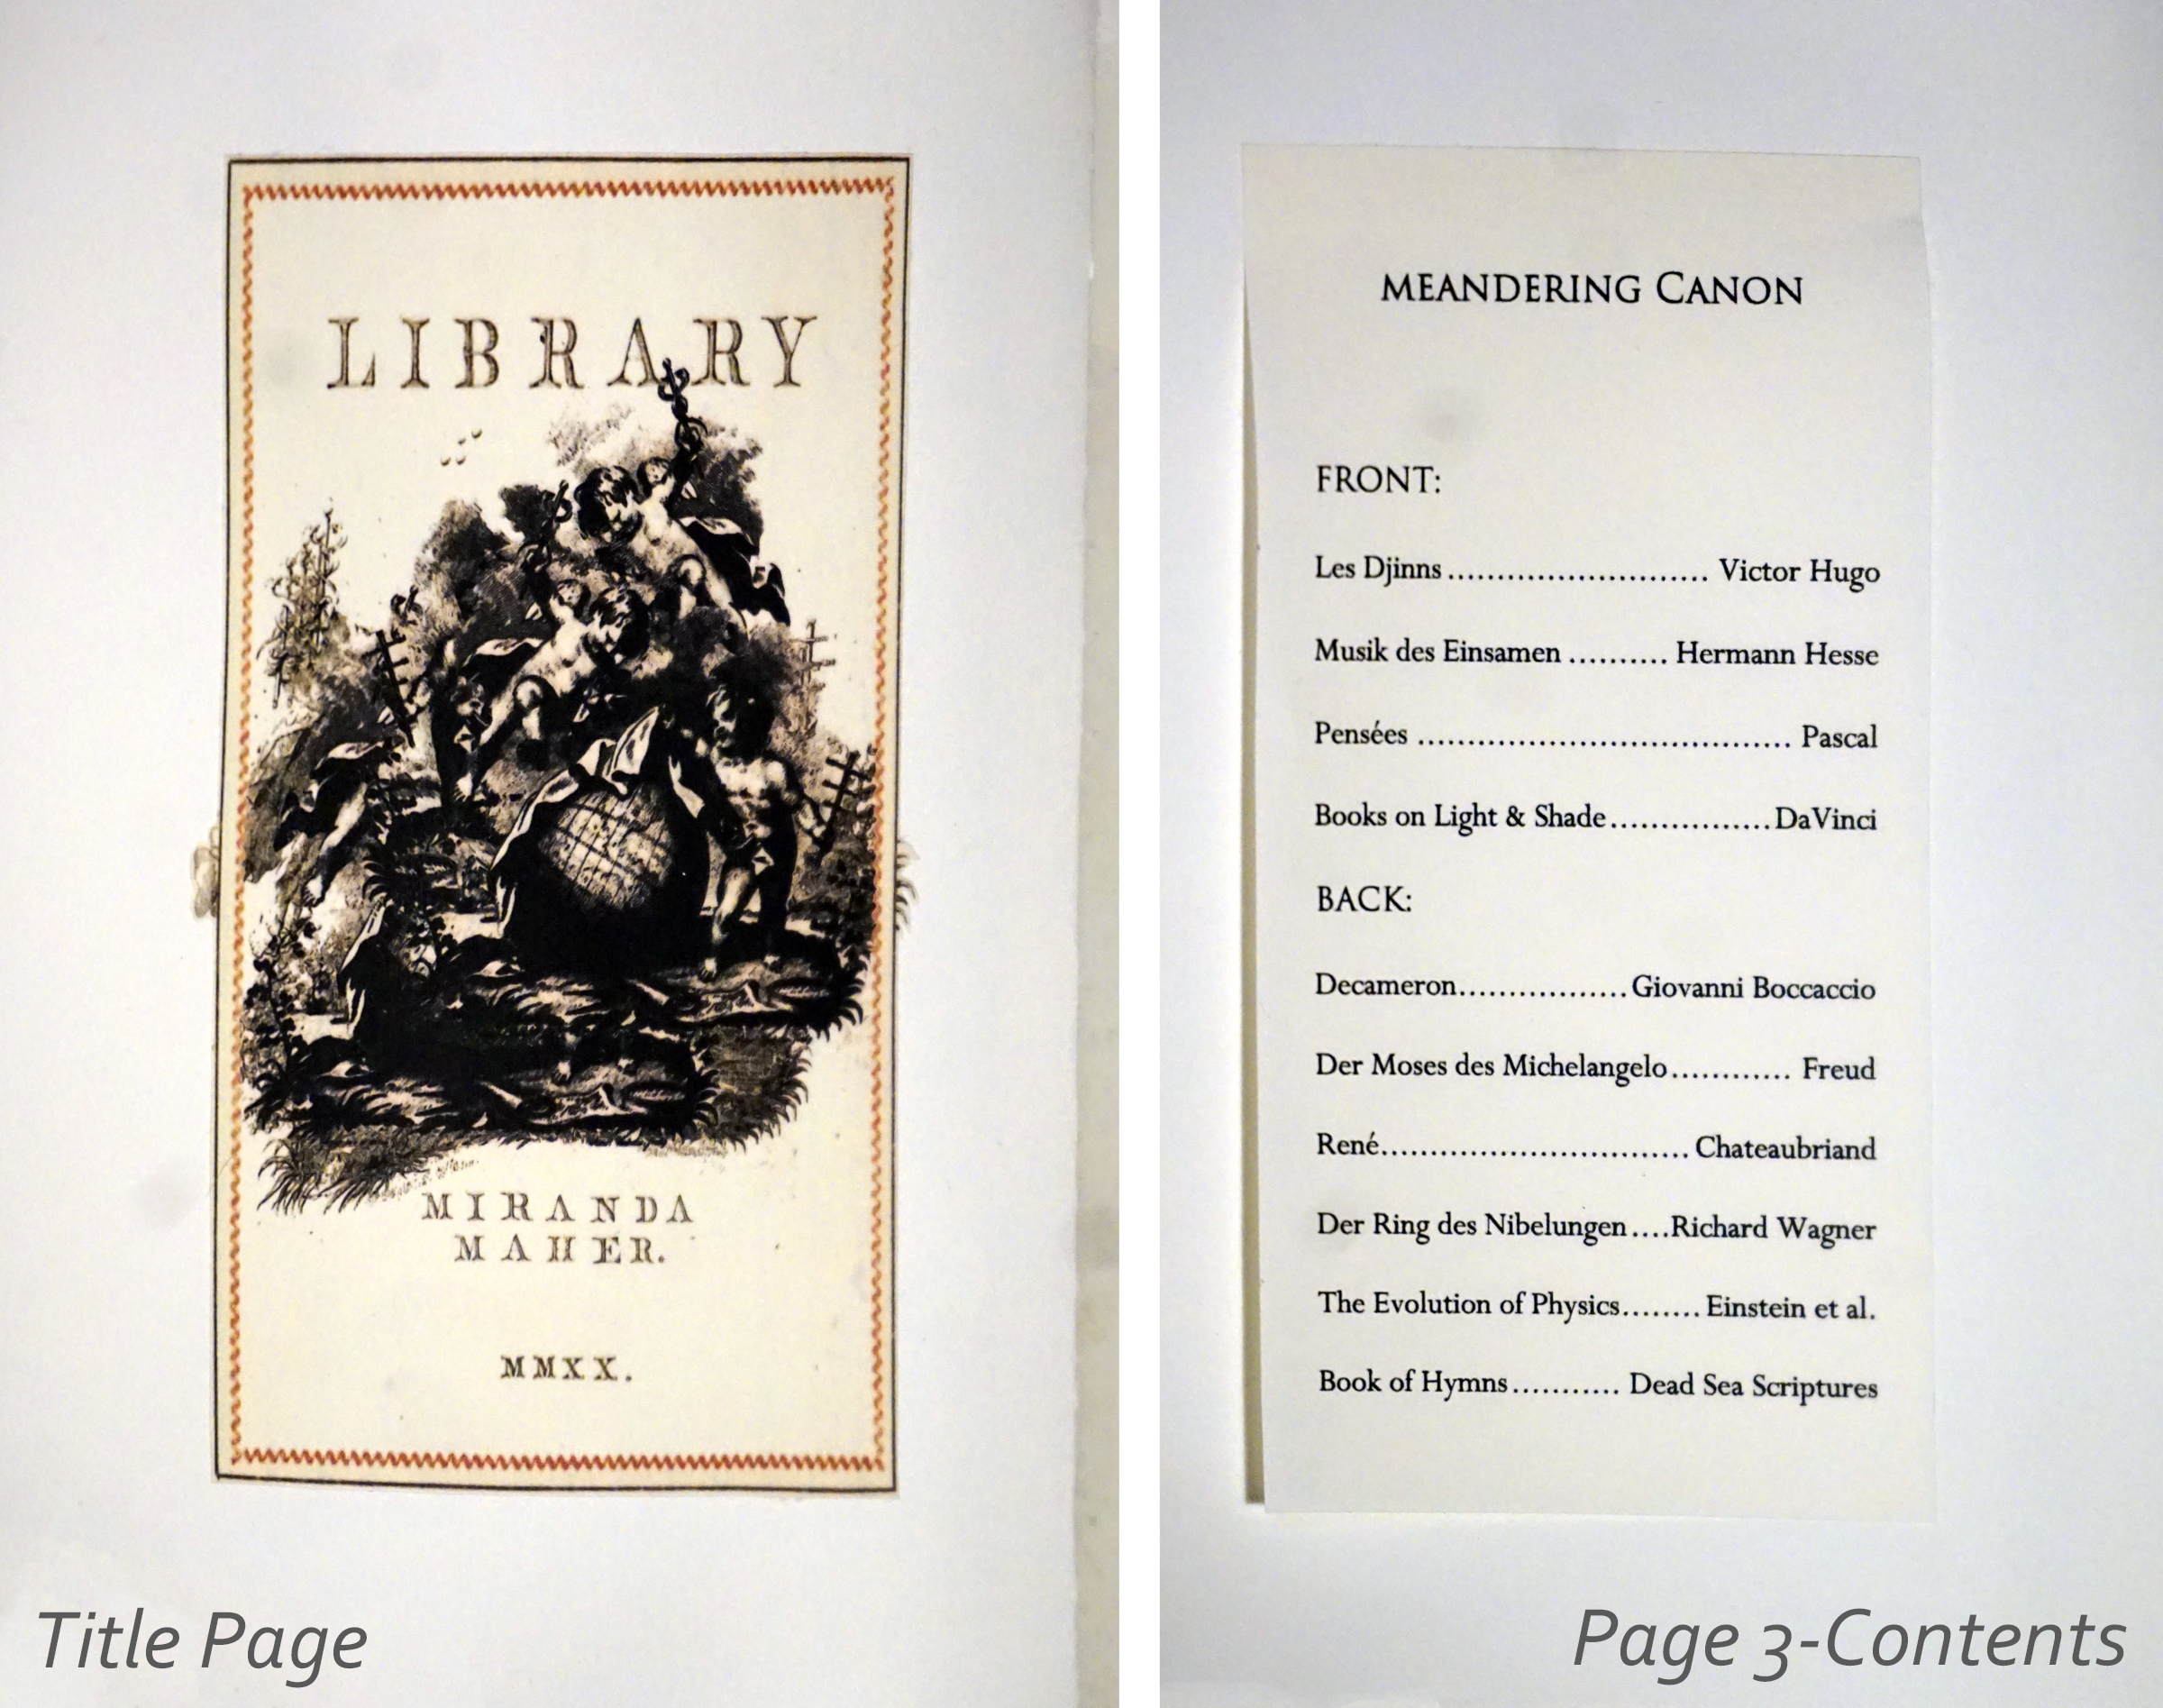 LIBRARY
MIRANDA
MAHER.
MMXX.
Title Page
MEANDERING CANON
FRONT:
Les Djinns .......................... Victor Hugo
Musik des Einsamen .......... Hermann Hesse
Pensées ...................................... Pascal
Books on Light & Shade................DaVinci
BACK:
Decameron.................Giovanni Boccaccio
Der Moses des Michelangelo............ Freud
René............................... Chateaubriand
Der Ring des Nibelungen....Richard Wagner
The Evolution of Physics........ Einstein et al.
Book of Hymns........... Dead Sea Scriptures
Page 3-Contents